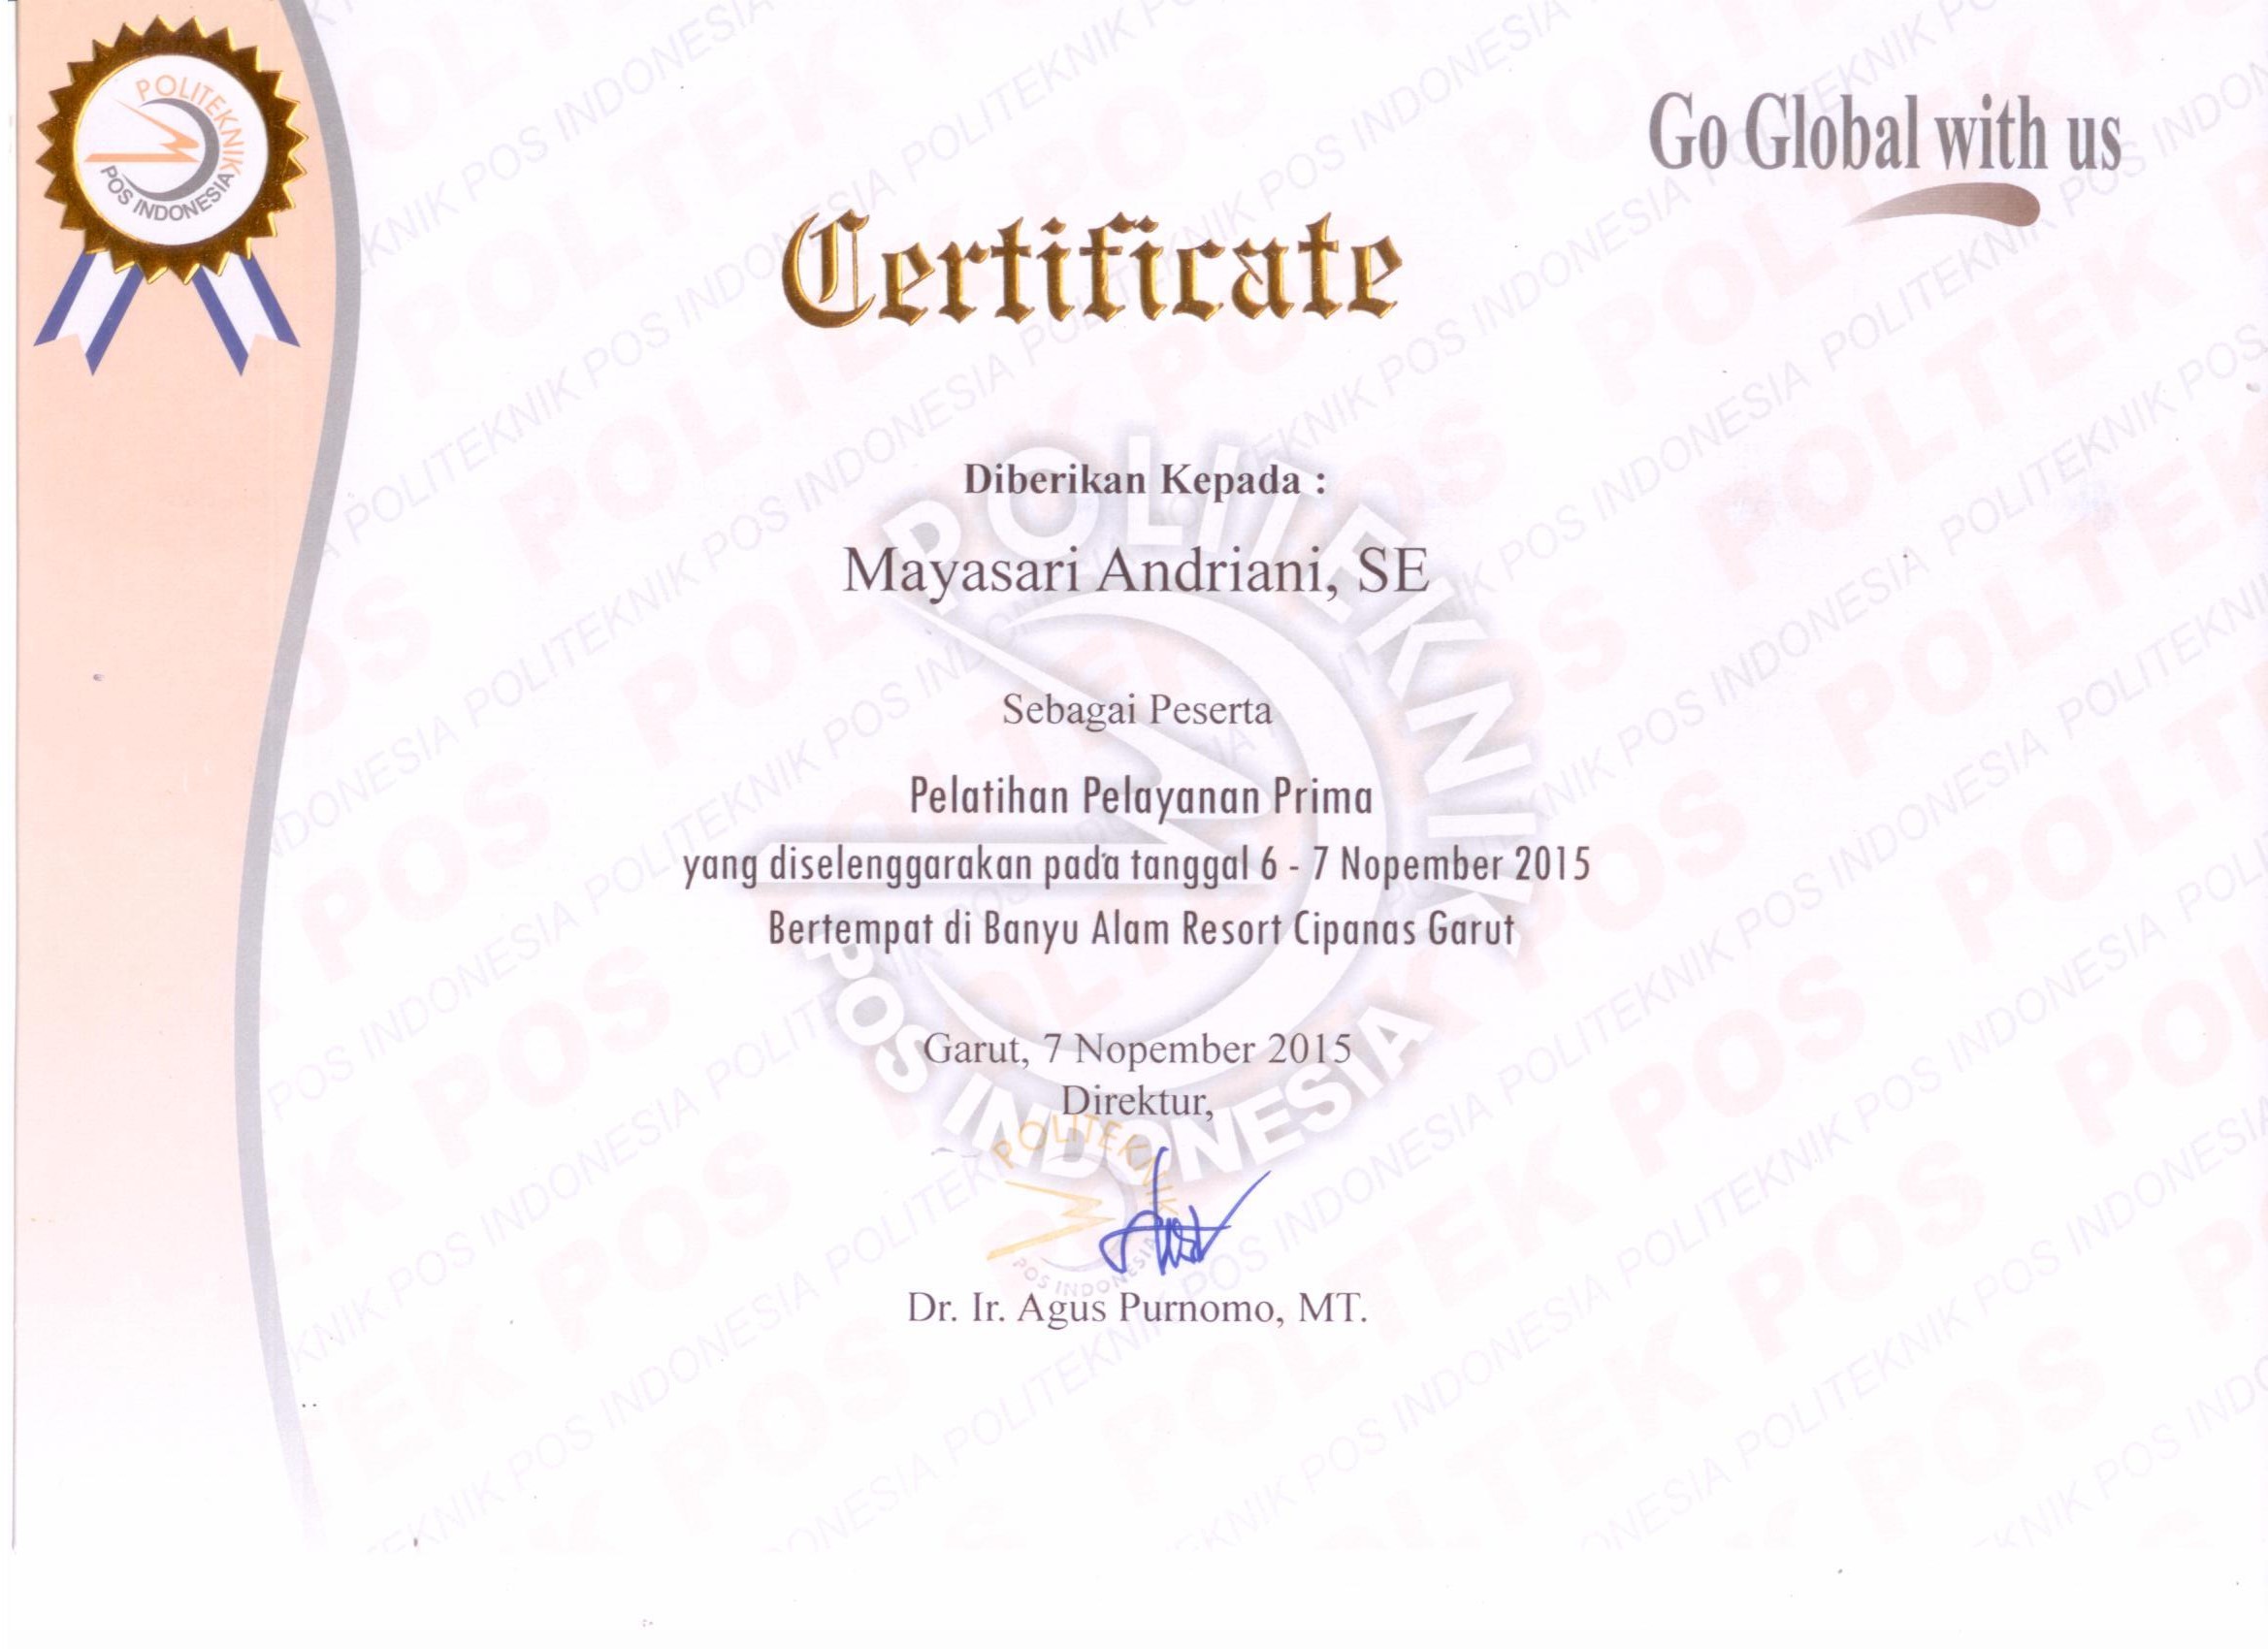 POLITEKNIK
POS INDONESIA
Go Global with us
Certificate
Diberikan Kepada :
Mayasari Andriani, SE
Sebagai Peserta
Pelatihan Pelayanan Prima
yang diselenggarakan pada tanggal 6 - 7 Nopember 2015
Bertempat di Banyu Alam Resort Cipanas Garut
Garut, 7 Nopember 2015
Direktur,
POLITEKNIK
POS INDONESIA
Dr. Ir. Agus Purnomo, MT.